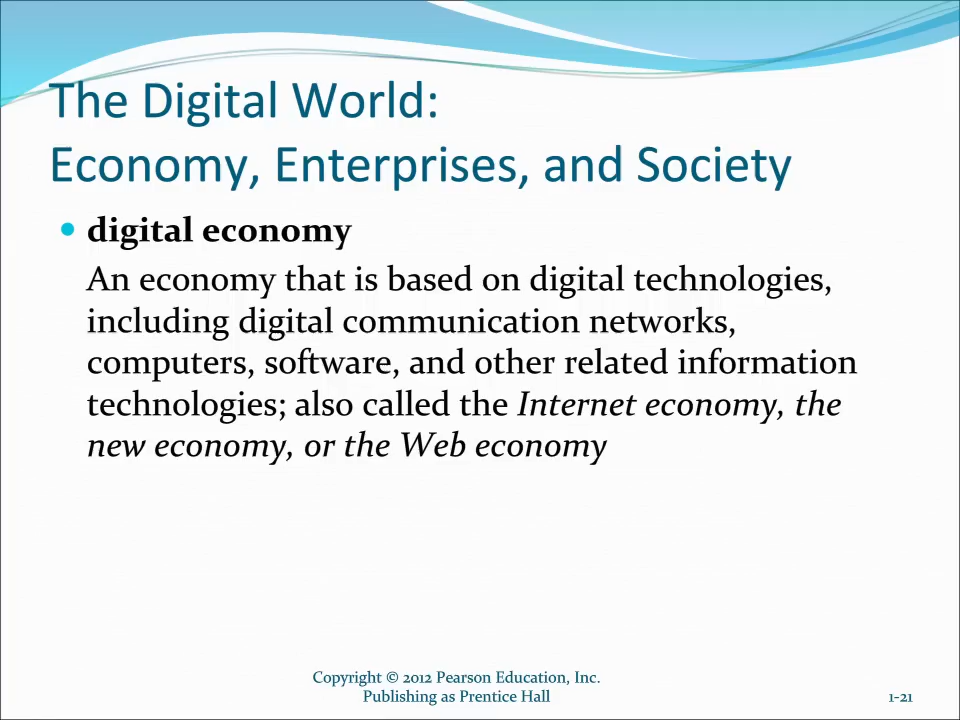 The Digital World:
Economy, Enterprises, and Society
digital economy
An economy that is based on digital technologies,
including digital communication networks,
computers, software, and other related information
technologies; also called the Internet economy, the
new economy, or the Web economy
Copyright © 2012 Pearson Education, Inc.
Publishing as Prentice Hall
1-21